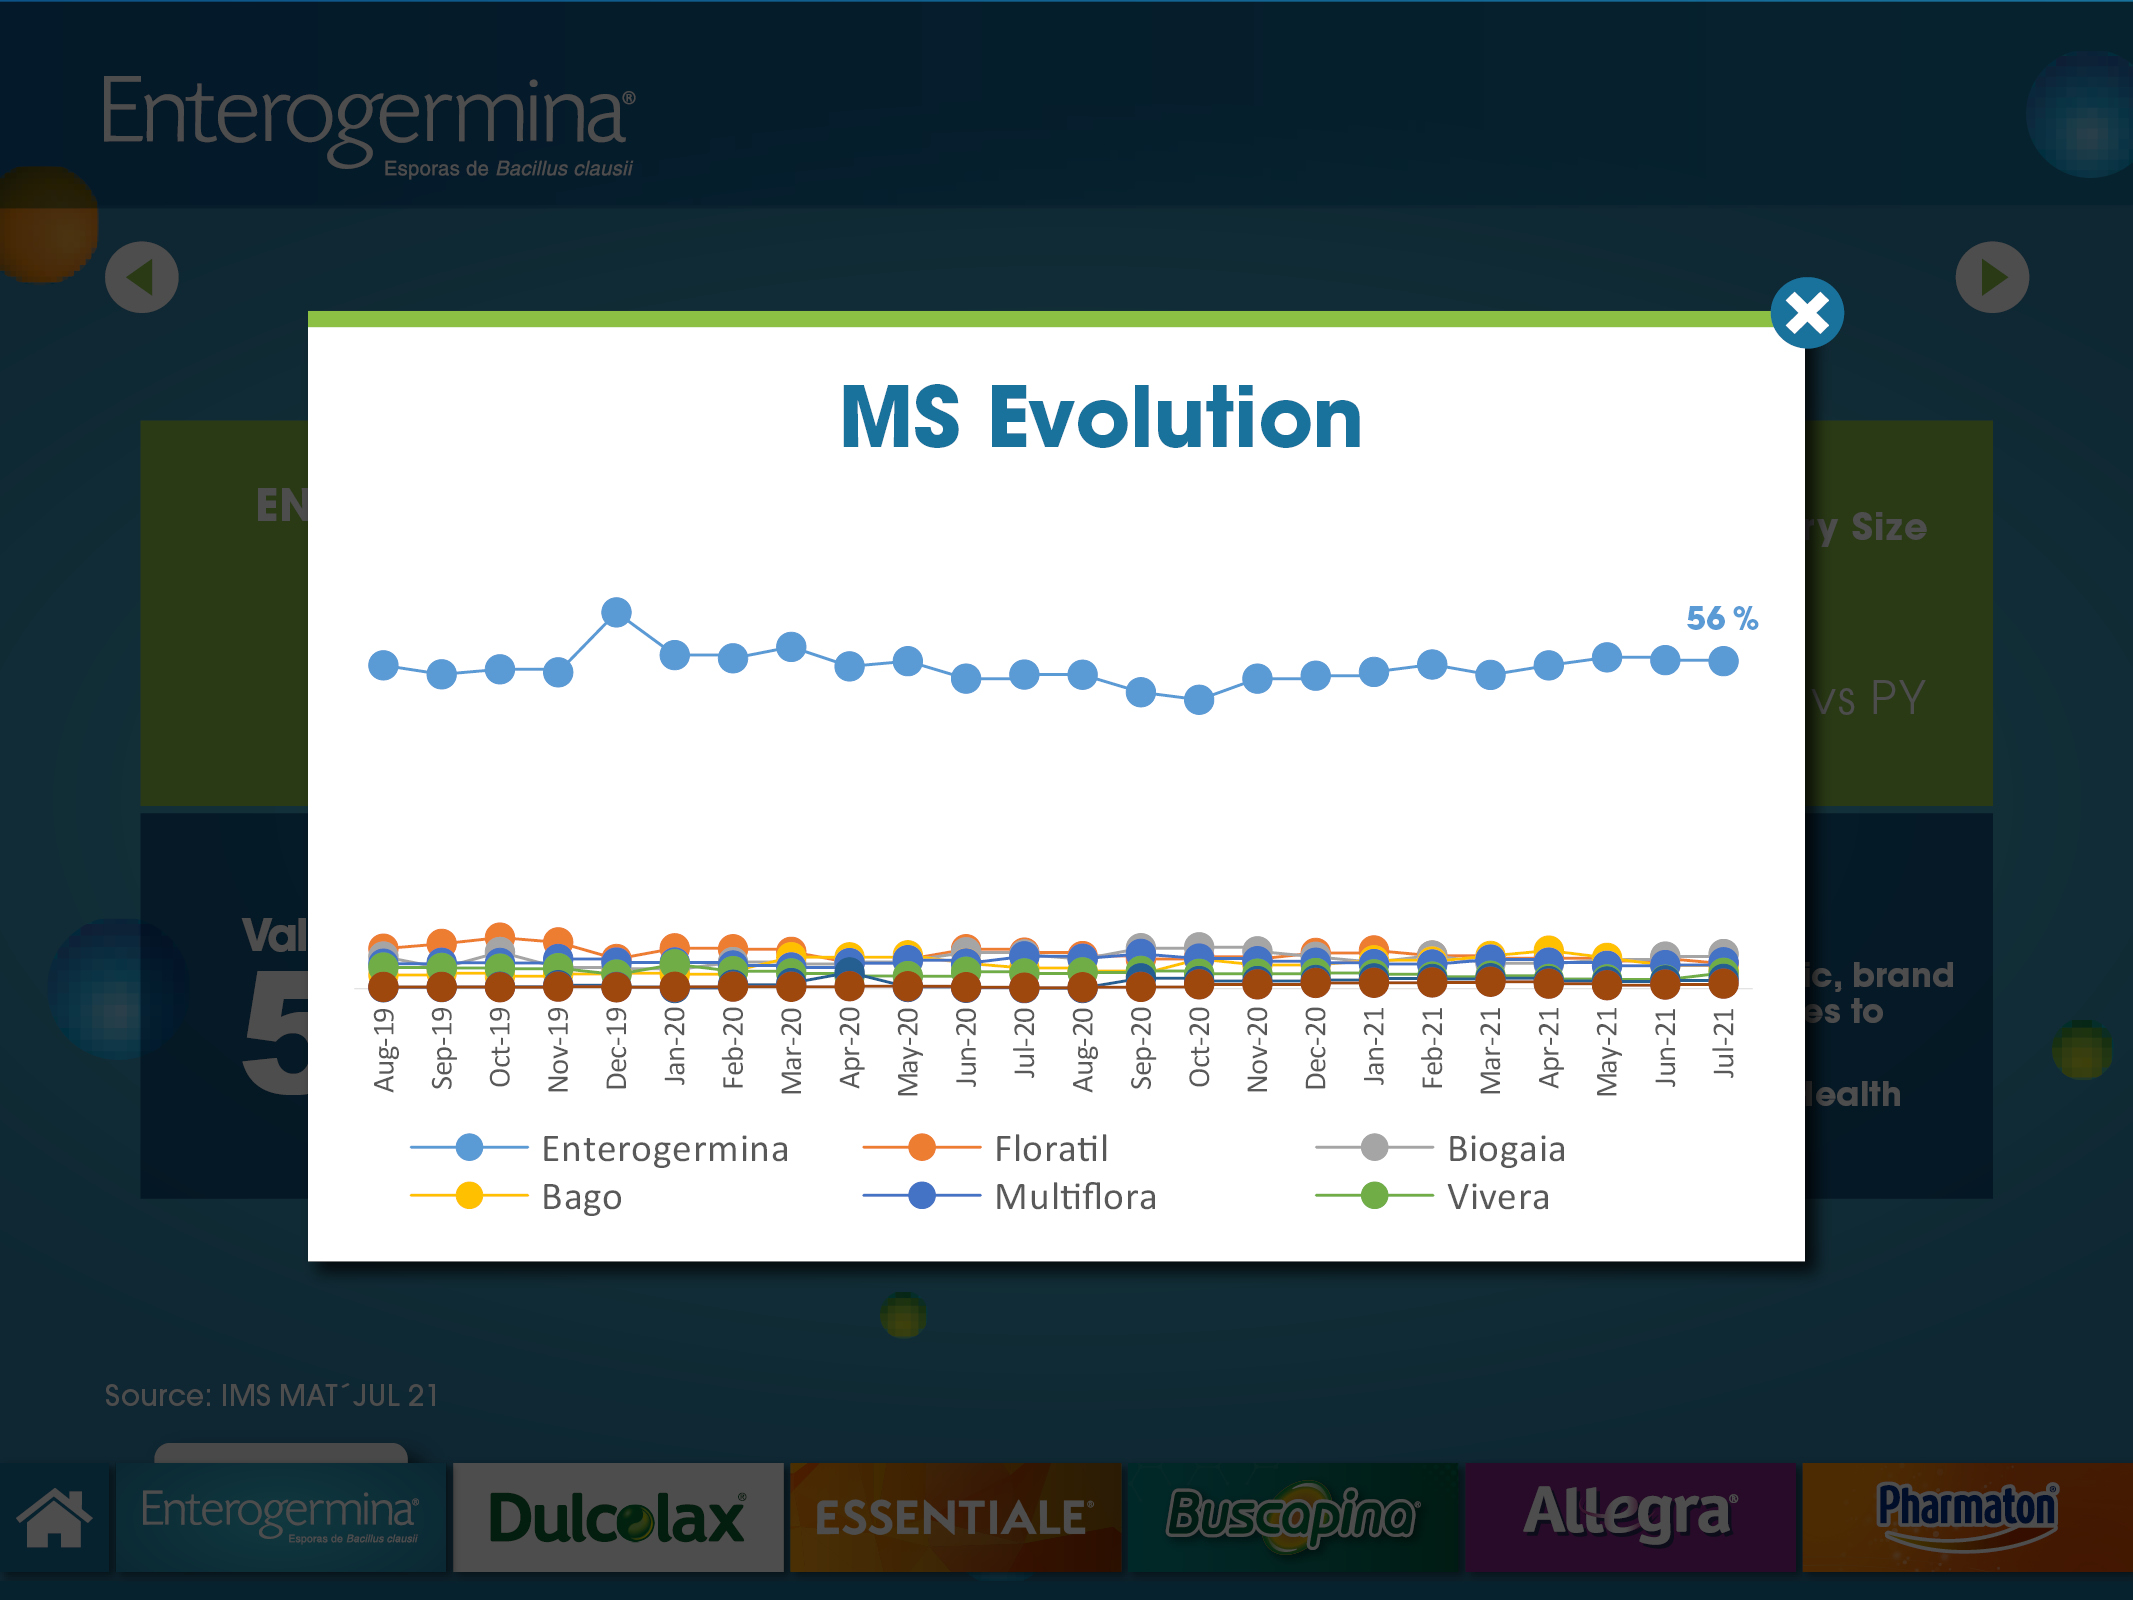 Enterogermina®
Esporas de Bacillus clausii
MS Evolution
EN
ry Size
56 %
vs PY
Val
5
ic, brand
es to
Health
Aug-19
Sep-19
Oct-19
Nov-19
Dec-19
Jan-20
Feb-20
Mar-20
Apr-20
May-20
Jun-20
Jul-20
Aug-20
Sep-20
Oct-20
Nov-20
Dec-20
Jan-21
Feb-21
Mar-21
Apr-21
May-21
Jun-21
Jul-21
Enterogermina Floratil Biogaia
Bago Multiflora Vivera
Source: IMS MAT´JUL 21
Enterogermina® Dulcolax® ESSENTIALE® Buscapina® Allegra® Pharmaton®
Esporas de Bacillus clausii